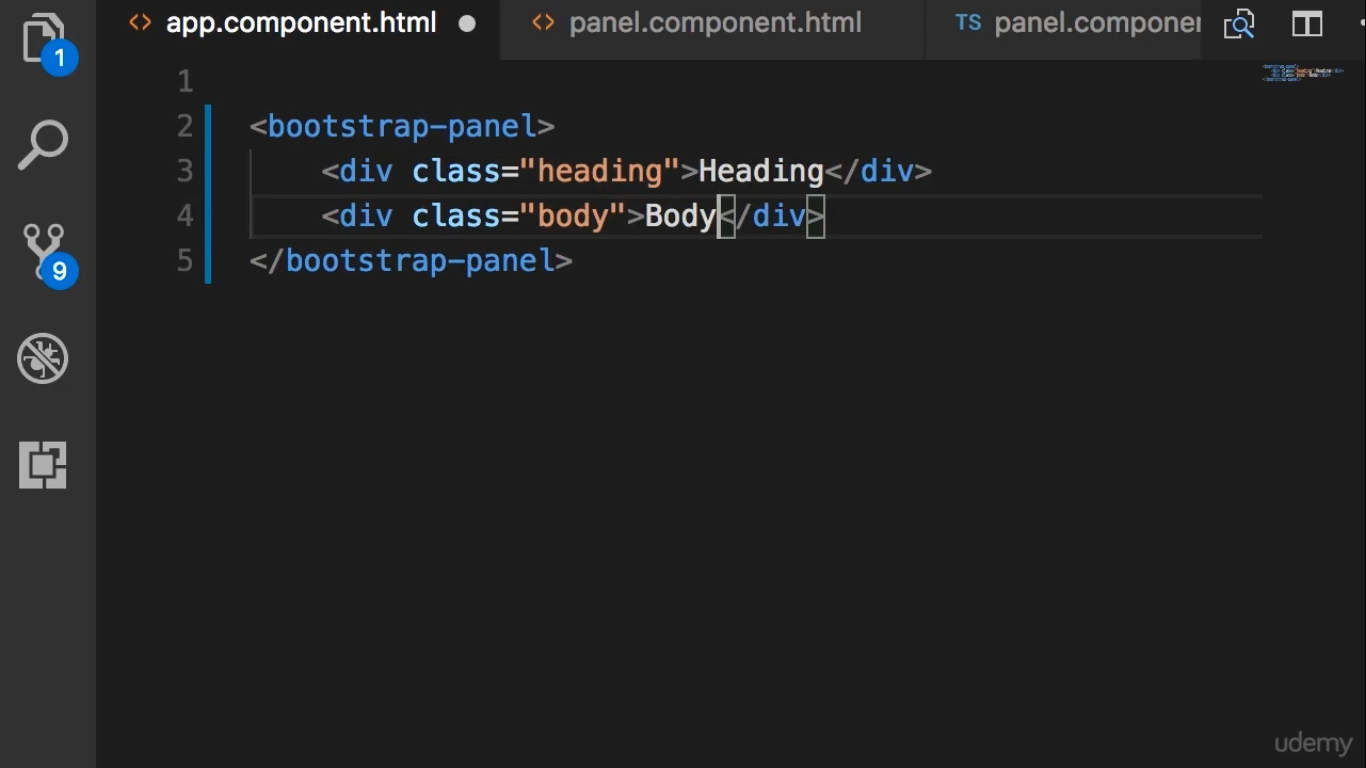 app.component.html
panel.component.html
TS panel.componen
1
1
2 <bootstrap-panel>
3 <div class="heading">Heading</div>
4 <div class="body">Body</div>
5 </bootstrap-panel>
9
udemy